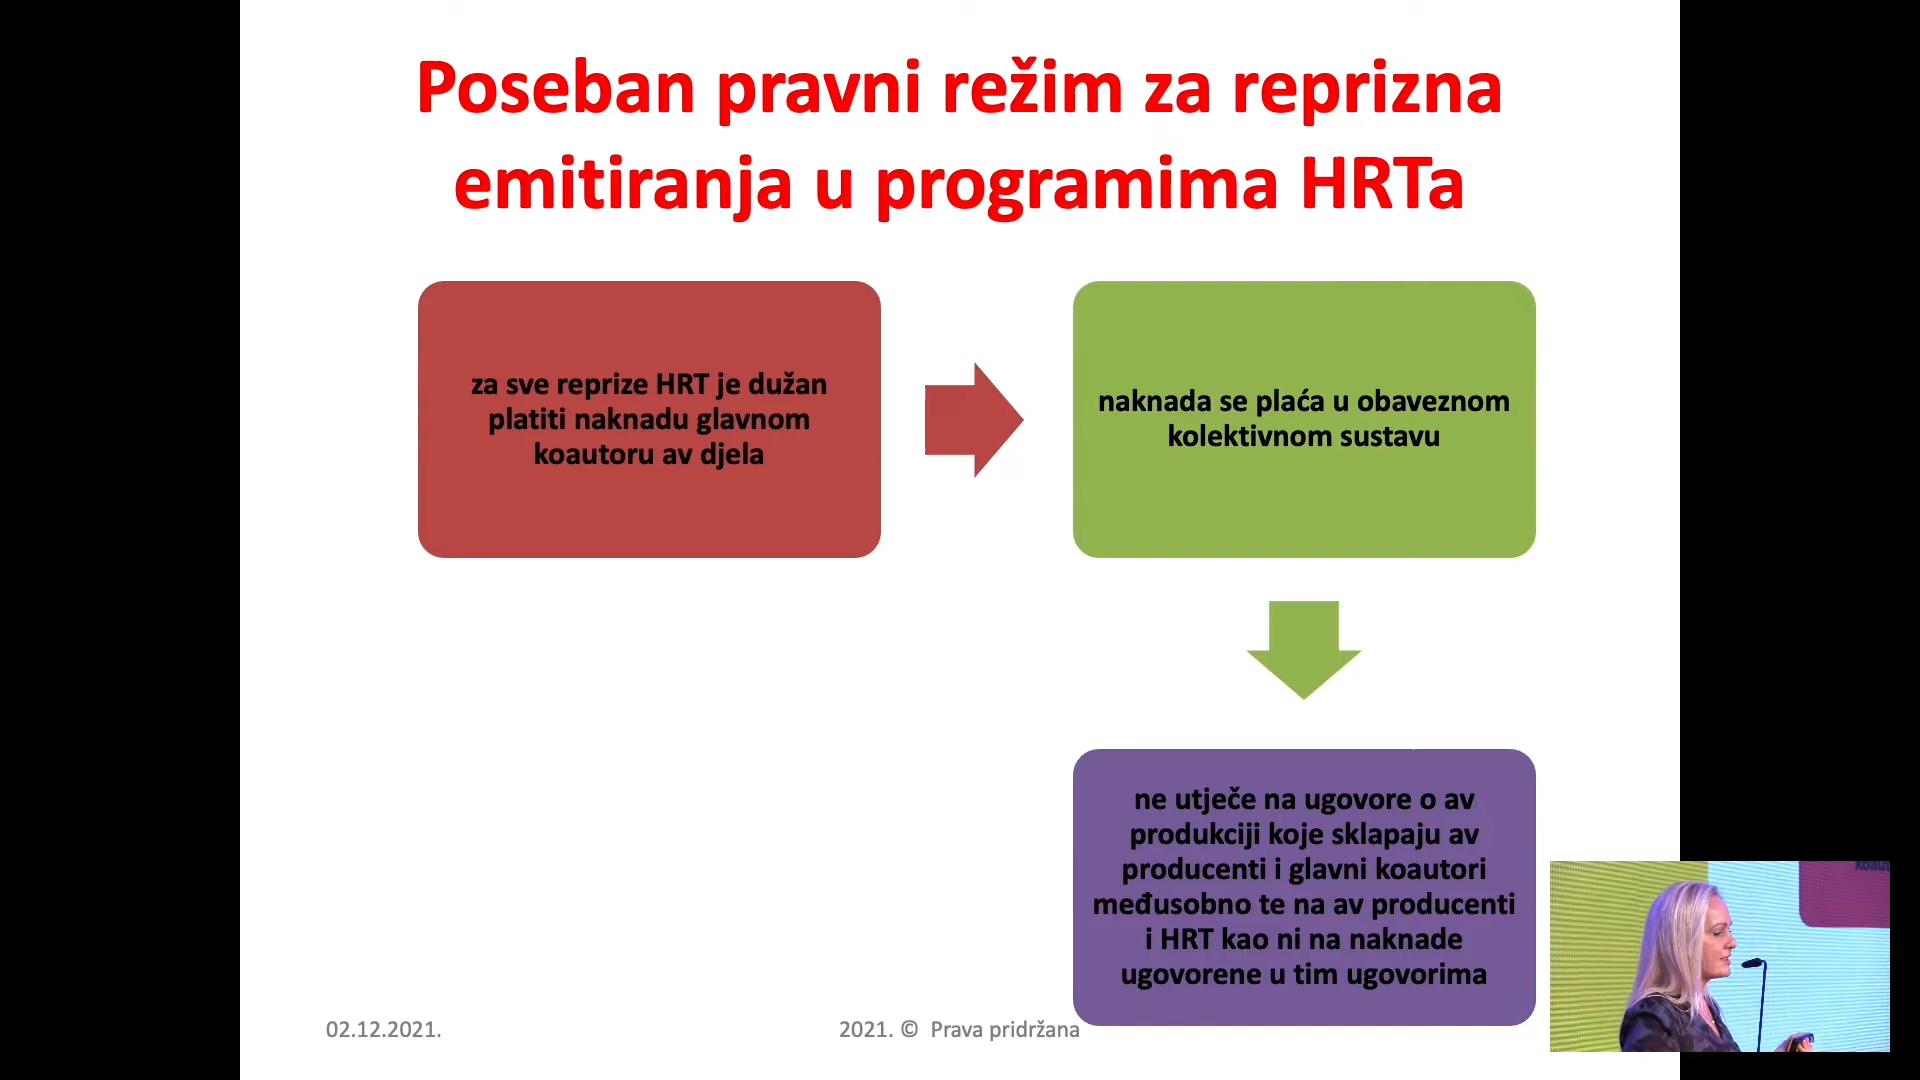 Poseban pravni režim za reprizna
emitiranja u programima HRTa
za sve reprize HRT je dužan
platiti naknadu glavnom
koautoru av djela
naknada se plaća u obaveznom
kolektivnom sustavu
ne utječe na ugovore o av
produkciji koje sklapaju av
producenti i glavni koautori
međusobno te na av producenti
i HRT kao ni na naknade
ugovorene u tim ugovorima
02.12.2021.
2021. © Prava pridržana